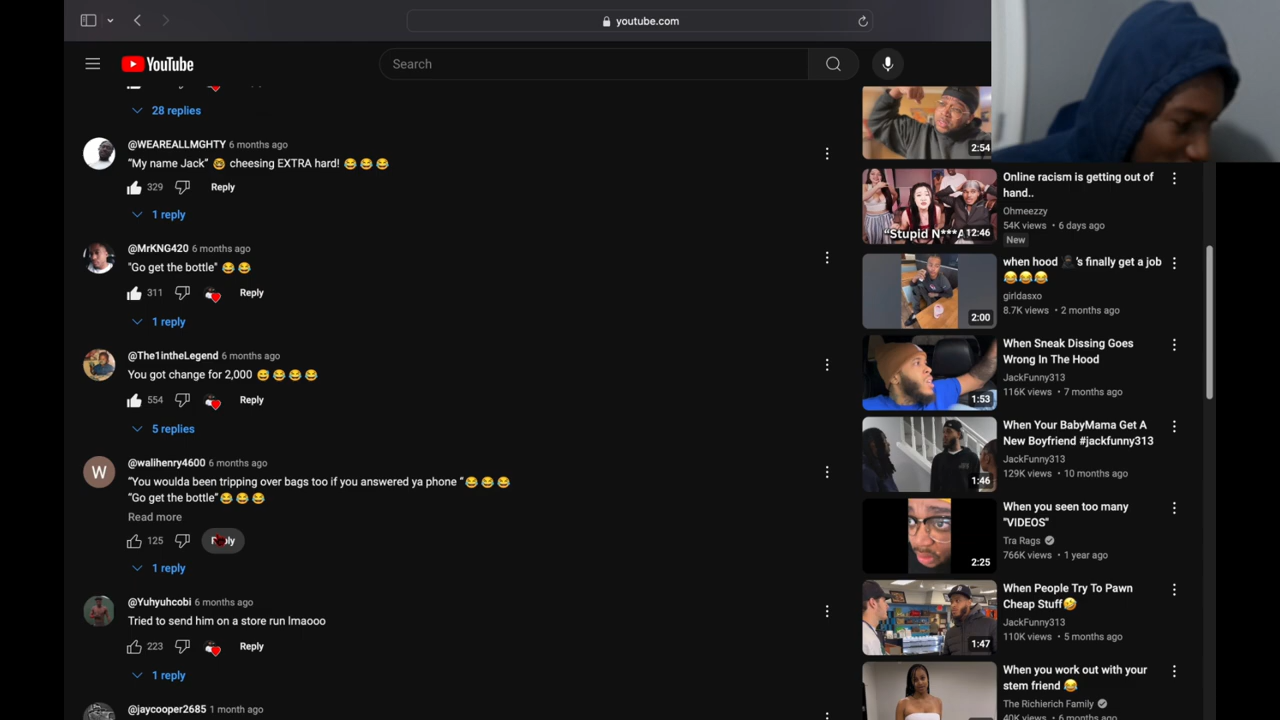 youtube.com
YouTube
Search
28 replies
@WEAREALLMGHTY 6 months ago
“My name Jack” 🤓 cheesing EXTRA hard! 😂 😂 😂
329 Reply
1 reply
@MrKNG420 6 months ago
“Go get the bottle” 😂 😂
311 Reply
1 reply
@The1intheLegend 6 months ago
You got change for 2,000 😅 😂 😂 😂
554 Reply
5 replies
W
@walihenry4600 6 months ago
“You woulda been tripping over bags too if you answered ya phone “😂 😂 😂
“Go get the bottle”😂 😂 😂
Read more
125 Reply
1 reply
@Yuhyuhcobi 6 months ago
Tried to send him on a store run lmaooo
223 Reply
1 reply
@jaycooper2685 1 month ago
2:54
“Stupid N***A
12:46
Online racism is getting out of
hand..
Ohmeezzy
54K views • 6 days ago
New
2:00
when hood 🥷🏿's finally get a job
😂😂😂
girldasxo
8.7K views • 2 months ago
1:53
When Sneak Dissing Goes
Wrong In The Hood
JackFunny313
116K views • 7 months ago
1:46
When Your BabyMama Get A
New Boyfriend #jackfunny313
JackFunny313
129K views • 10 months ago
2:25
When you seen too many
"VIDEOS"
Tra Rags
766K views • 1 year ago
1:47
When People Try To Pawn
Cheap Stuff🤣
JackFunny313
110K views • 5 months ago
When you work out with your
stem friend 😂
The Richierich Family
40K views • 6 months ago